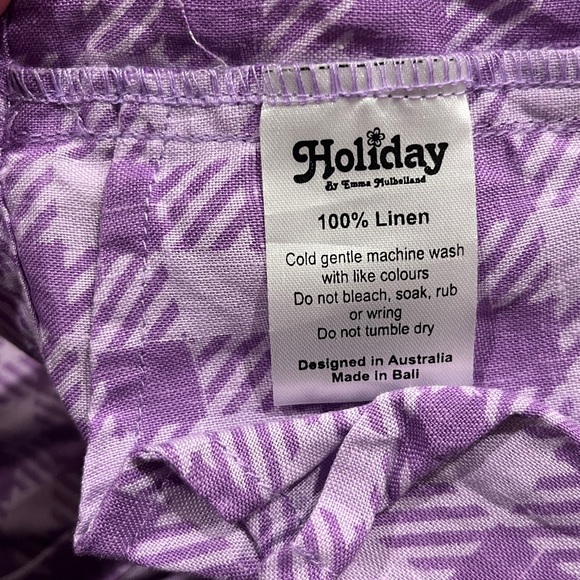 Holiday
By Emma Mulholland
100% Linen
Cold gentle machine wash
with like colours
Do not bleach, soak, rub
or wring
Do not tumble dry
Designed in Australia
Made in Bali